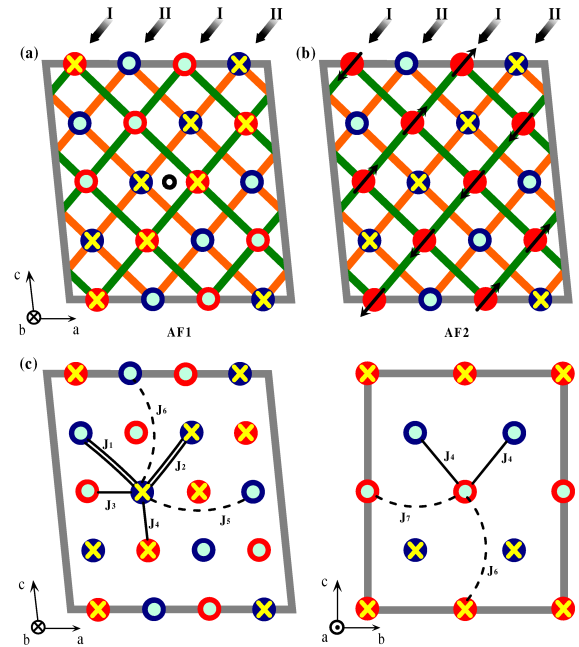 I II I II I II I II
(a) (b)
c
b a
AF1 AF2
(c)
J6
J1 J2
J4 J4
J3 J4 J5
J7
J6
c c
b a a b